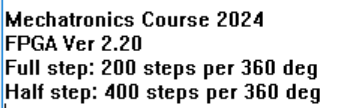 Mechatronics Course 2024
FPGA Ver 2.20
Full step: 200 steps per 360 deg
Half step: 400 steps per 360 deg